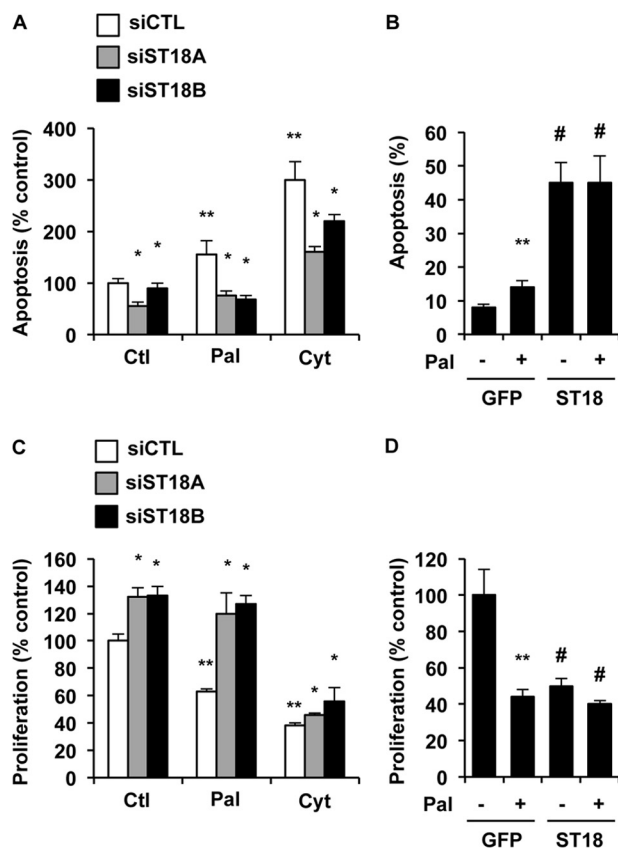 A
siCTL
siST18A
siST18B
Apoptosis (% control)
400
300
200
100
0
** 
** * *
* *
* *
Ctl Pal Cyt
B
Apoptosis (%)
60
50
40
30
20
10
0
# #
**
Pal - + - +
GFP ST18
C
siCTL
siST18A
siST18B
Proliferation (% control)
160
140
120
100
80
60
40
20
0
* * * *
** *
** *
Ctl Pal Cyt
D
Proliferation (% control)
120
100
80
60
40
20
0
** # #
Pal - + - +
GFP ST18